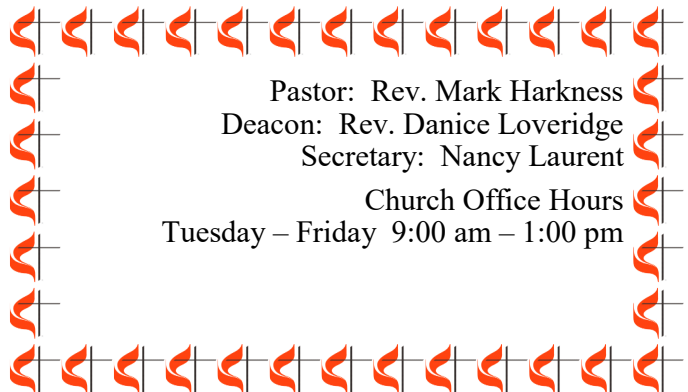 Pastor:  Rev. Mark Harkness
Deacon:  Rev. Danice Loveridge
Secretary:  Nancy Laurent
Church Office Hours
Tuesday – Friday  9:00 am – 1:00 pm